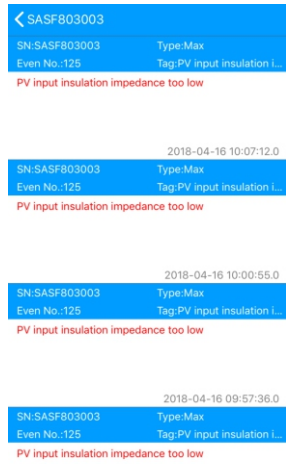 SASF803003
SN:SASF803003 Type:Max
Even No.:125 Tag:PV input insulation i...
PV input insulation impedance too low
2018-04-16 10:07:12.0
SN:SASF803003 Type:Max
Even No.:125 Tag:PV input insulation i...
PV input insulation impedance too low
2018-04-16 10:00:55.0
SN:SASF803003 Type:Max
Even No.:125 Tag:PV input insulation i...
PV input insulation impedance too low
2018-04-16 09:57:36.0
SN:SASF803003 Type:Max
Even No.:125 Tag:PV input insulation i...
PV input insulation impedance too low